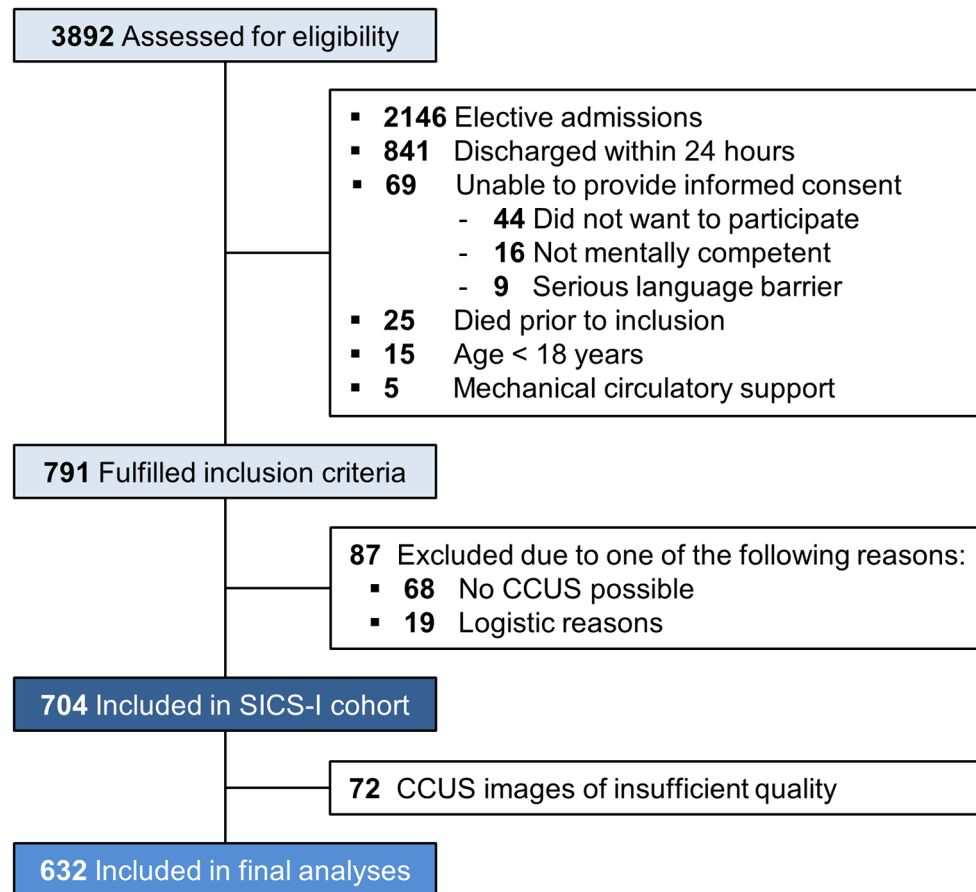 3892 Assessed for eligibility
▪ 2146 Elective admissions
▪ 841 Discharged within 24 hours
▪ 69 Unable to provide informed consent
- 44 Did not want to participate
- 16 Not mentally competent
- 9 Serious language barrier
▪ 25 Died prior to inclusion
▪ 15 Age < 18 years
▪ 5 Mechanical circulatory support
791 Fulfilled inclusion criteria
87 Excluded due to one of the following reasons:
▪ 68 No CCUS possible
▪ 19 Logistic reasons
704 Included in SICS-I cohort
72 CCUS images of insufficient quality
632 Included in final analyses